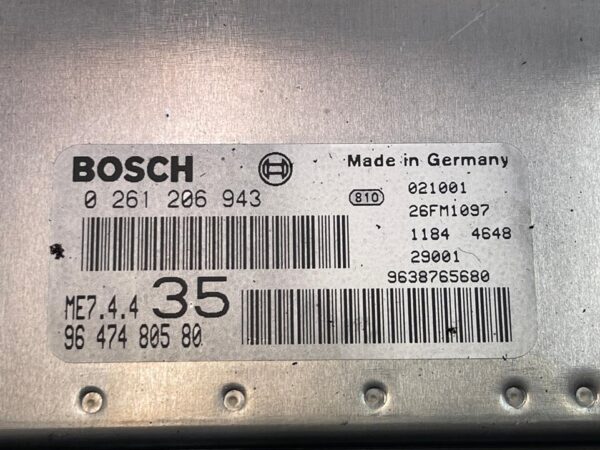 BOSCH
Made in Germany
0 261 206 943
810
021001
26FM1097
1184 4648
29001
9638765680
ME7.4.4 35
96 474 805 80